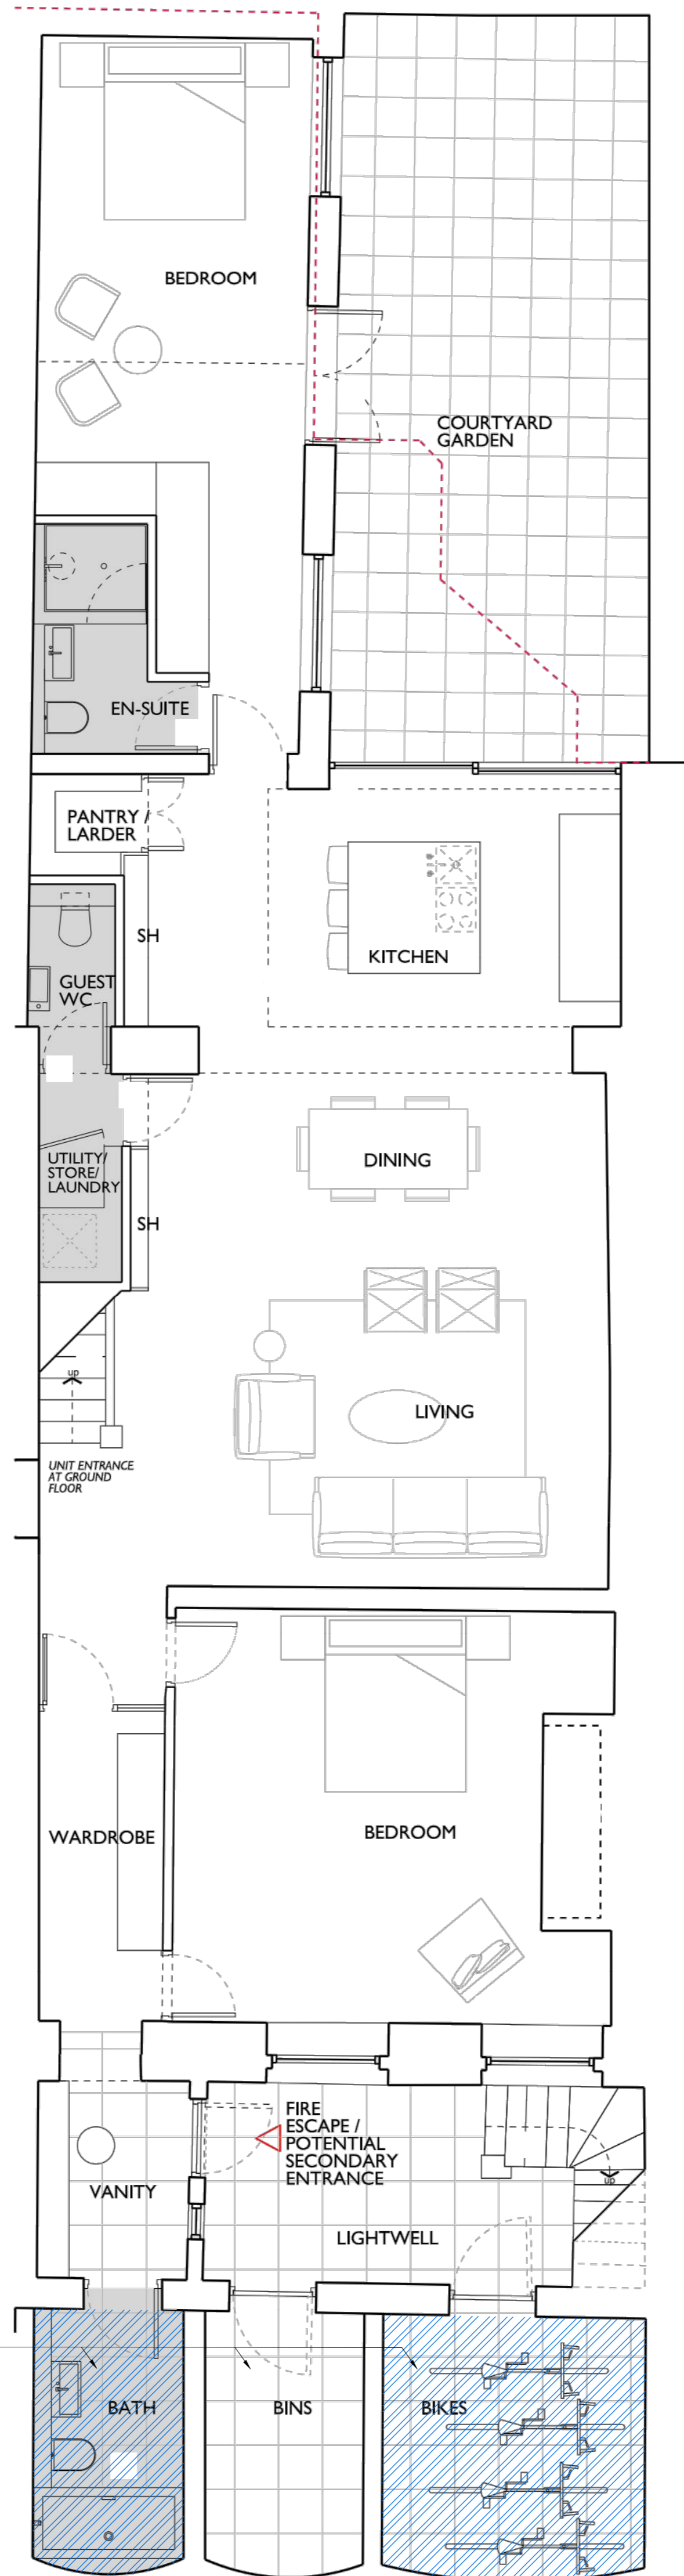 BEDROOM
COURTYARD
GARDEN
EN-SUITE
PANTRY /
LARDER
SH
KITCHEN
GUEST
WC
DINING
UTILITY/
STORE/
LAUNDRY
SH
up
LIVING
UNIT ENTRANCE
AT GROUND
FLOOR
WARDROBE
BEDROOM
FIRE
ESCAPE /
POTENTIAL
SECONDARY
ENTRANCE
up
VANITY
LIGHTWELL
BATH
BINS
BIKES